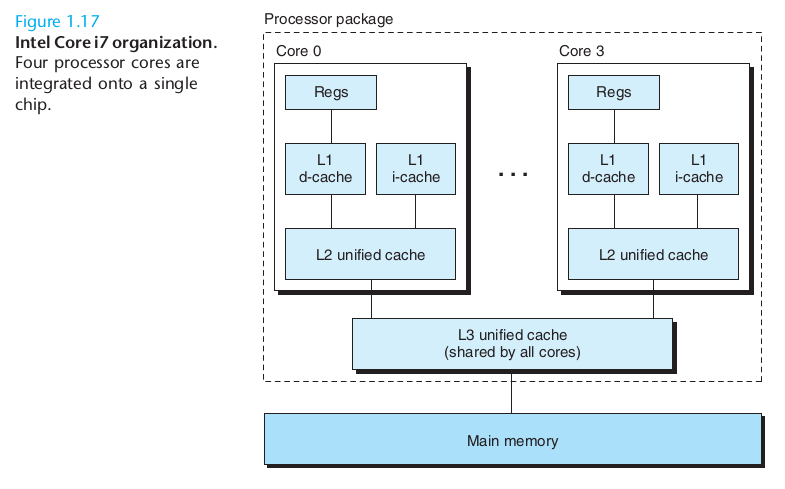 Figure 1.17
Intel Core i7 organization.
Four processor cores are
integrated onto a single
chip.
Processor package
Core 0
Regs
L1
d-cache
L1
i-cache
L2 unified cache
. . .
Core 3
Regs
L1
d-cache
L1
i-cache
L2 unified cache
L3 unified cache
(shared by all cores)
Main memory